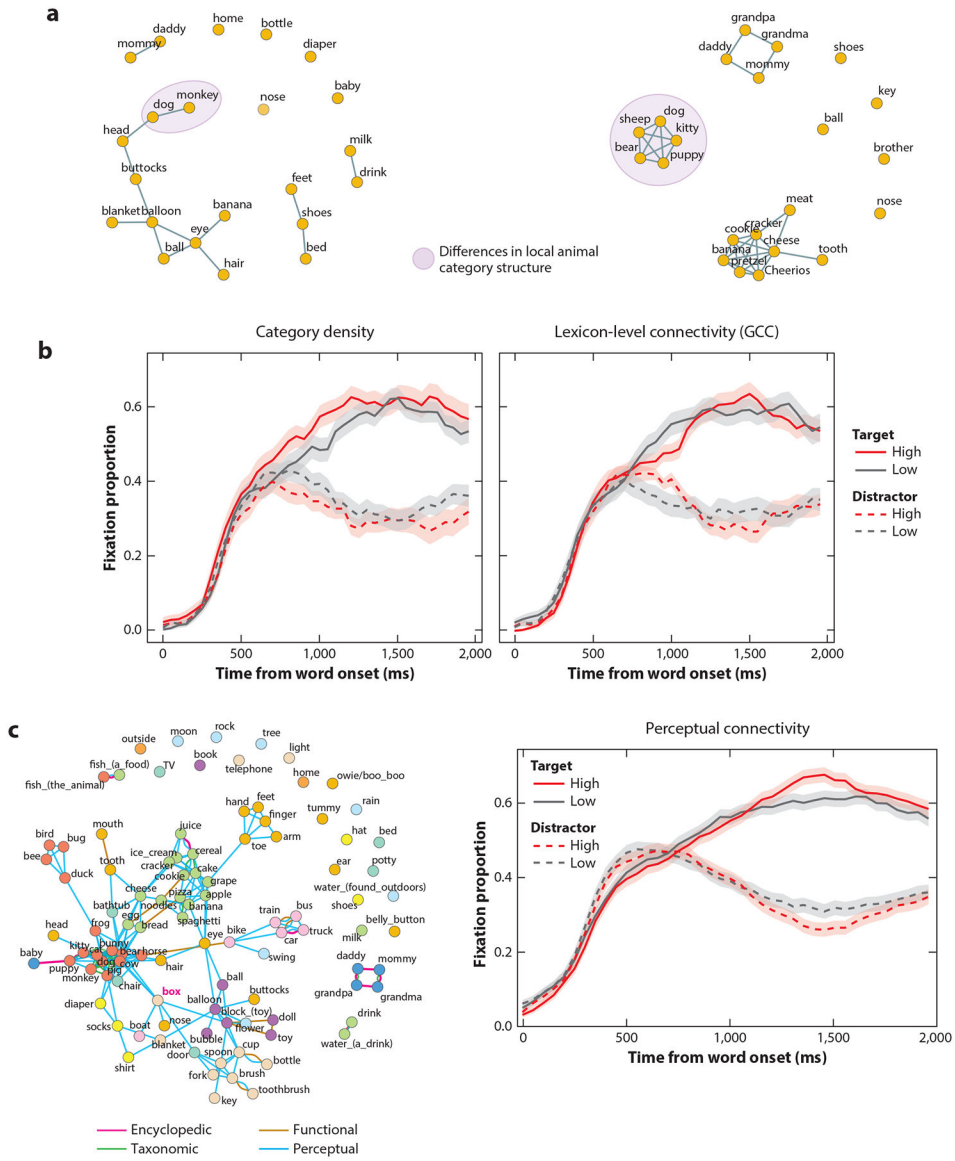 a
daddy
mommy
home
bottle
diaper
dog
monkey
nose
baby
head
buttocks
milk
drink
feet
shoes
bed
blanket
balloon
banana
eye
ball
hair
Differences in local animal
category structure
grandpa
daddy
grandma
mommy
shoes
key
ball
brother
nose
sheep
dog
kitty
bear
puppy
meat
cracker
cookie
cheese
banana
pretzel
Cheerios
tooth
b
Category density
Lexicon-level connectivity (GCC)
Fixation proportion
0.6
0.4
0.2
0.0
0
500
1,000
1,500
2,000
0
500
1,000
1,500
2,000
Time from word onset (ms)
Time from word onset (ms)
Target
High
Low
Distractor
High
Low
c
outside
moon
rock
tree
light
fish_(a_food)
fish_(the_animal)
TV
book
telephone
home
owie/boo_boo
bird
bug
bee
duck
mouth
tooth
juice
ice_cream
cereal
cracker
cookie
cake
grape
cheese
pizza
apple
noodles
banana
spaghetti
bathtub
egg
bread
hand
feet
finger
toe
arm
tummy
rain
hat
bed
ear
potty
water_(found_outdoors)
shoes
belly_button
milk
head
frog
baby
kitty
cat
bunny
bear
horse
dog
cow
puppy
pig
monkey
hair
chair
eye
bike
train
bus
truck
car
swing
daddy
mommy
grandpa
grandma
diaper
box
ball
buttocks
balloon
block_(toy)
doll
flower
toy
bubble
socks
boat
nose
blanket
shirt
door
spoon
cup
bottle
fork
brush
toothbrush
key
drink
water_(a_drink)
Encyclopedic
Taxonomic
Functional
Perceptual
Perceptual connectivity
Target
High
Low
Distractor
High
Low
Fixation proportion
0.6
0.4
0.2
0.0
0
500
1,000
1,500
2,000
Time from word onset (ms)